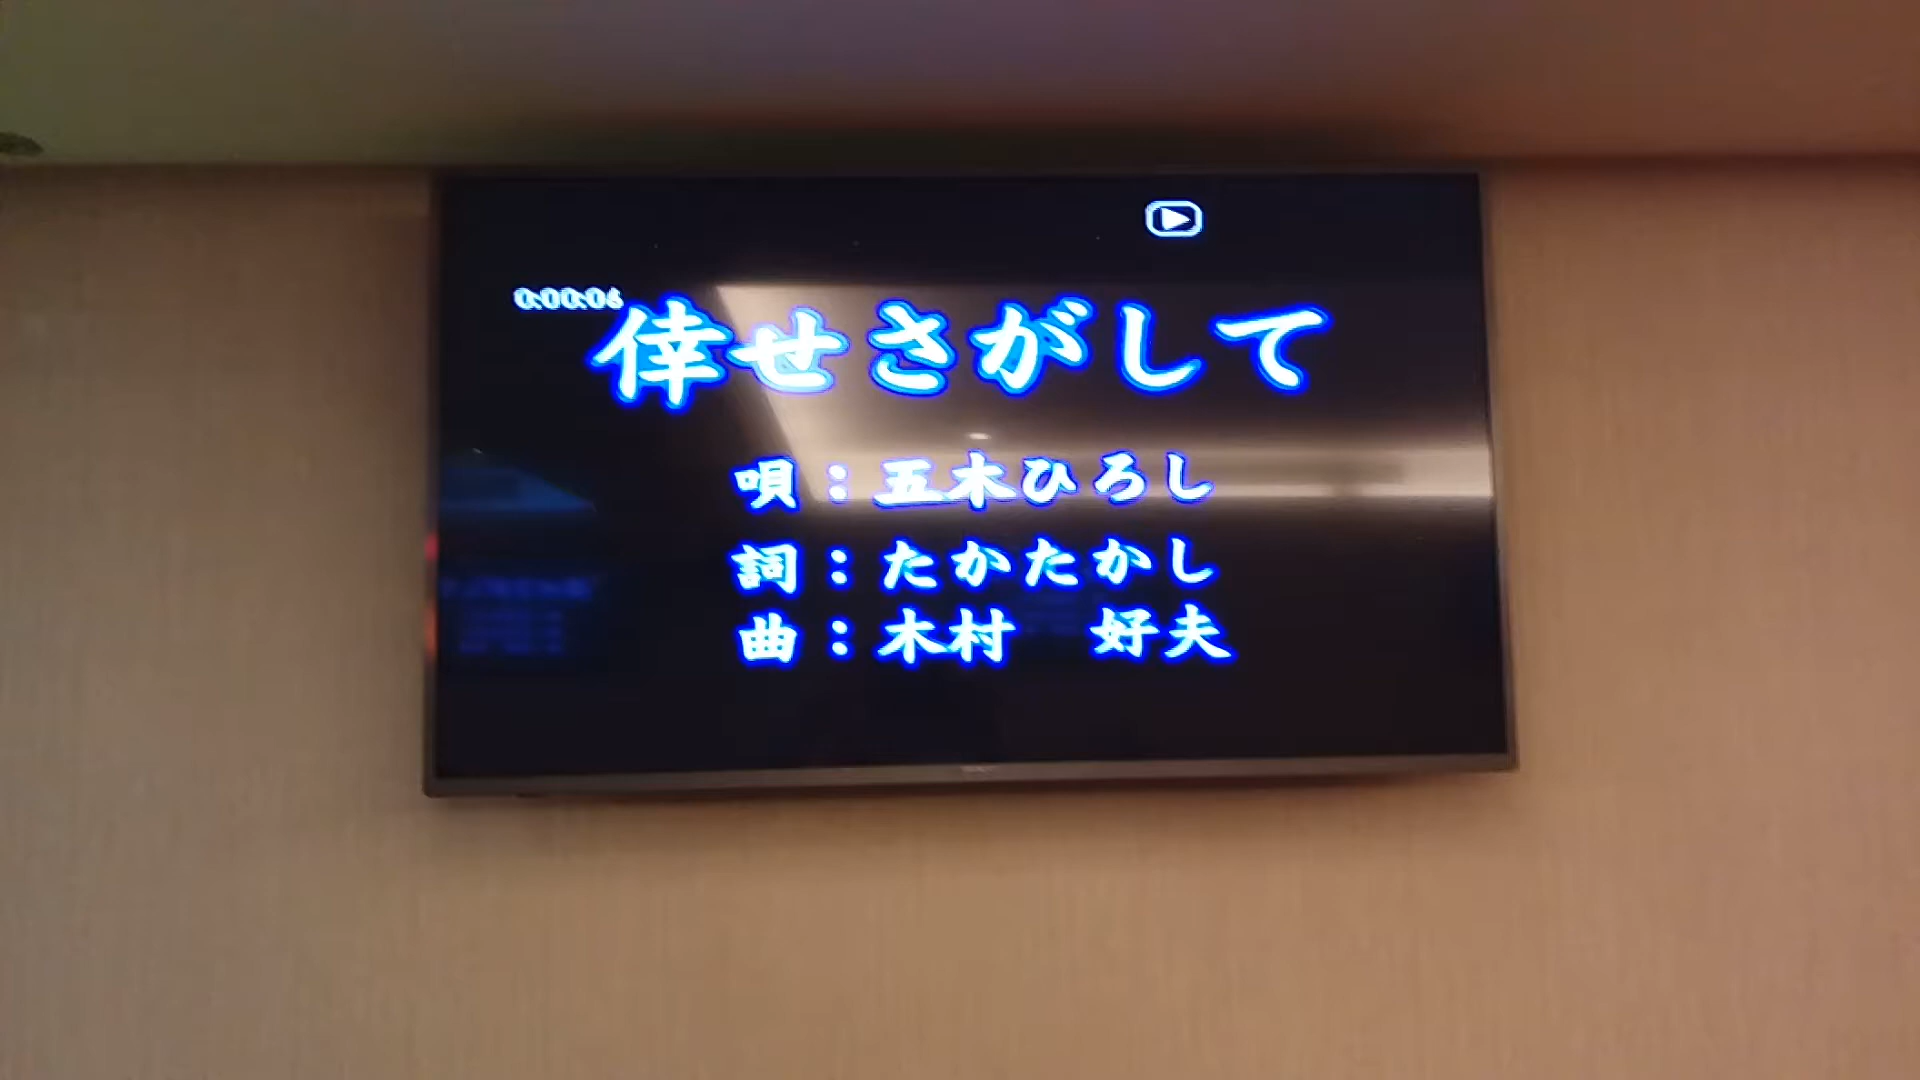 0:00:06
倖せさがして
唄：五木ひろし
詞：たかたかし
曲：木村　好夫